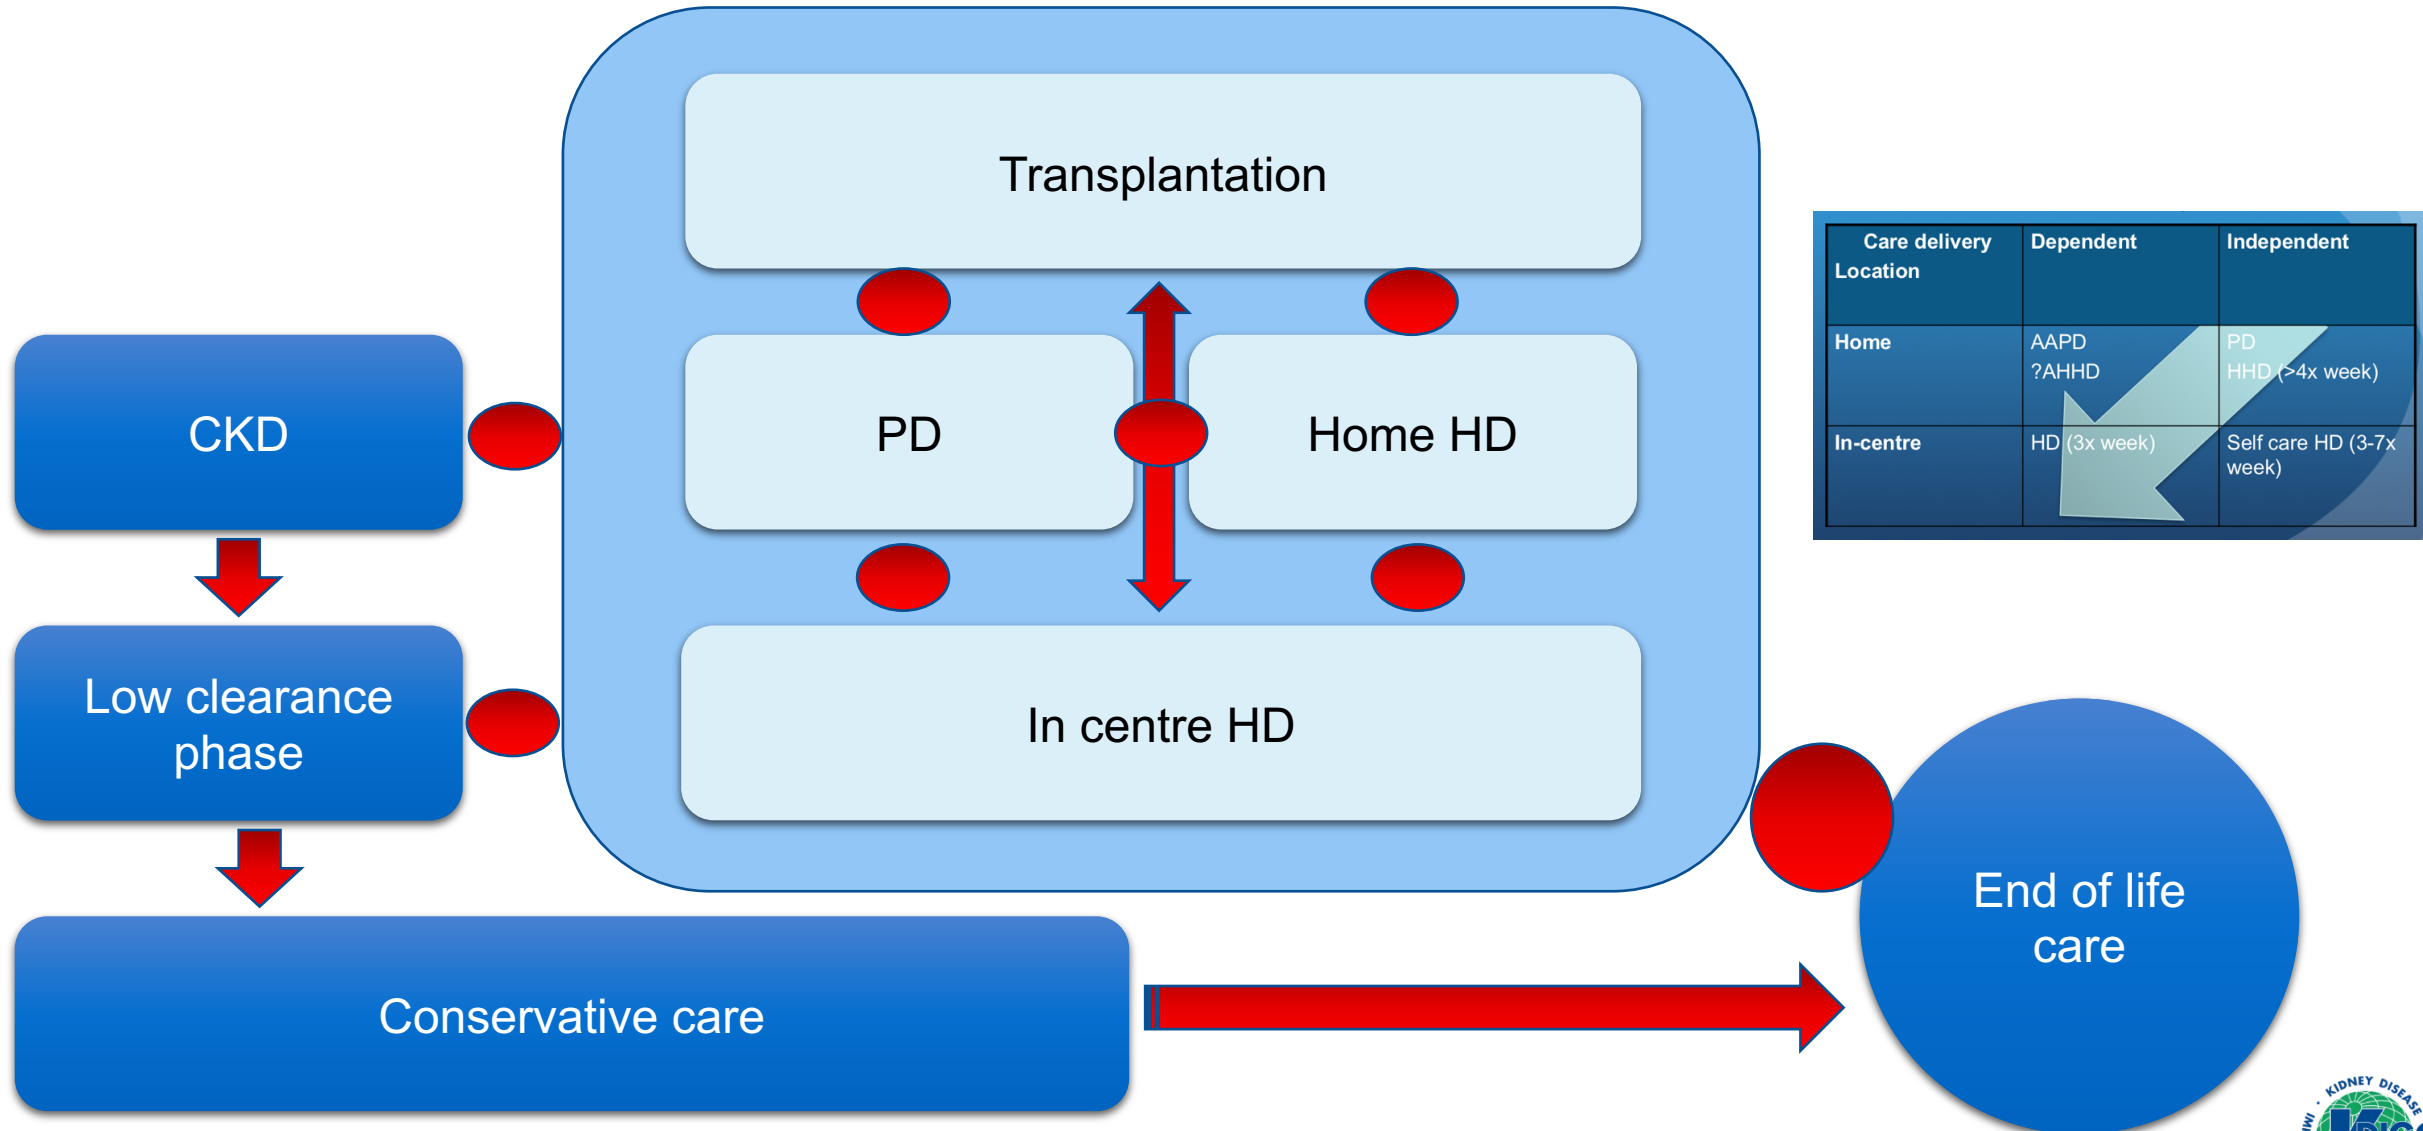 Transplantation
CKD
PD
Home HD
Low clearance
phase
In centre HD
Conservative care
End of life
care
Care delivery
Location
Dependent
Independent
Home
AAPD
?AHHD
PD
HHD (>4x week)
In-centre
HD (3x week)
Self care HD (3-7x
week)
KIDNEY DISEASE